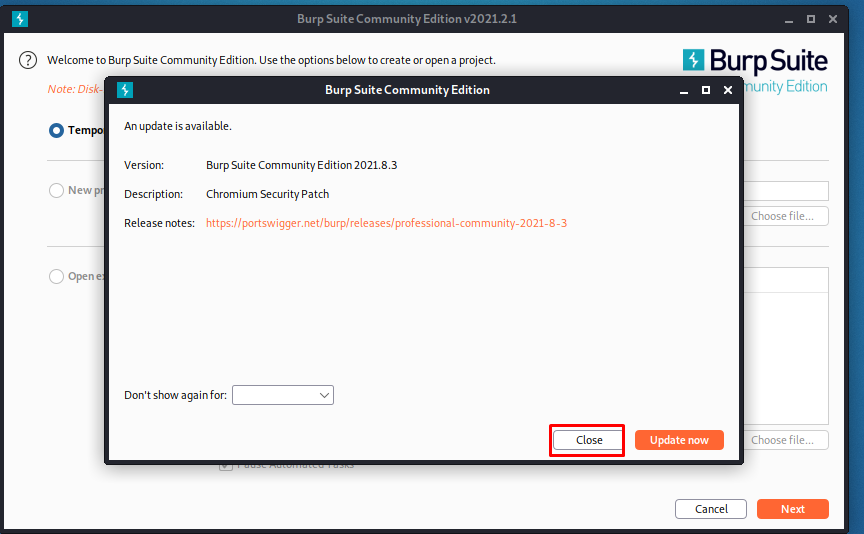 Burp Suite Community Edition v2021.2.1
Welcome to Burp Suite Community Edition. Use the options below to create or open a project.
Burp Suite
Community Edition
Note: Disk-
Burp Suite Community Edition
An update is available.
Tempo
Version: Burp Suite Community Edition 2021.8.3
New pr
Description: Chromium Security Patch
Choose file...
Release notes: https://portswigger.net/burp/releases/professional-community-2021-8-3
Open ex
Don't show again for:
Close
Update now
Choose file...
Pause Automated Tasks
Cancel
Next